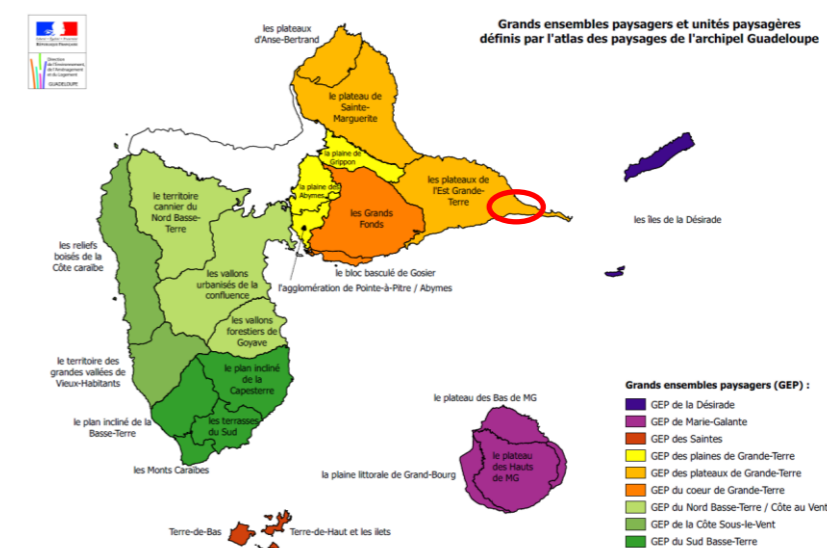 Grands ensembles paysagers et unités paysagères
définis par l'atlas des paysages de l'archipel Guadeloupe
Direction
de l'Environnement,
de l'Aménagement
et du Logement
GUADELOUPE
les plateaux
d'Anse-Bertrand
le plateau de
Sainte-
Marguerite
la plaine de
Grippon
la plaine des
Abymes
les plateaux de
l'Est Grande-
Terre
les Grands
Fonds
les îles de la Désirade
le territoire
cannier du
Nord Basse-
Terre
les reliefs
boisés de la
Côte caraibe
le bloc basculé de Gosier
l'agglomération de Pointe-à-Pitre / Abymes
les vallons
urbanisés de la
confluence
les vallons
forestiers de
Goyave
le territoire des
grandes vallées de
Vieux-Habitants
le plan incliné
de la
Capesterre
le plan incliné de la
Basse-Terre
les terrasses
du Sud
les Monts Caraïbes
le plateau des Bas de MG
le plateau
des Hauts
de MG
la plaine littorale de Grand-Bourg
Terre-de-Bas
Terre-de-Haut et les ilets
Grands ensembles paysagers (GEP) :
GEP de la Désirade
GEP de Marie-Galante
GEP des Saintes
GEP des plaines de Grande-Terre
GEP des plateaux de Grande-Terre
GEP du coeur de Grande-Terre
GEP du Nord Basse-Terre / Côte au Vent
GEP de la Côte Sous-le-Vent
GEP du Sud Basse-Terre